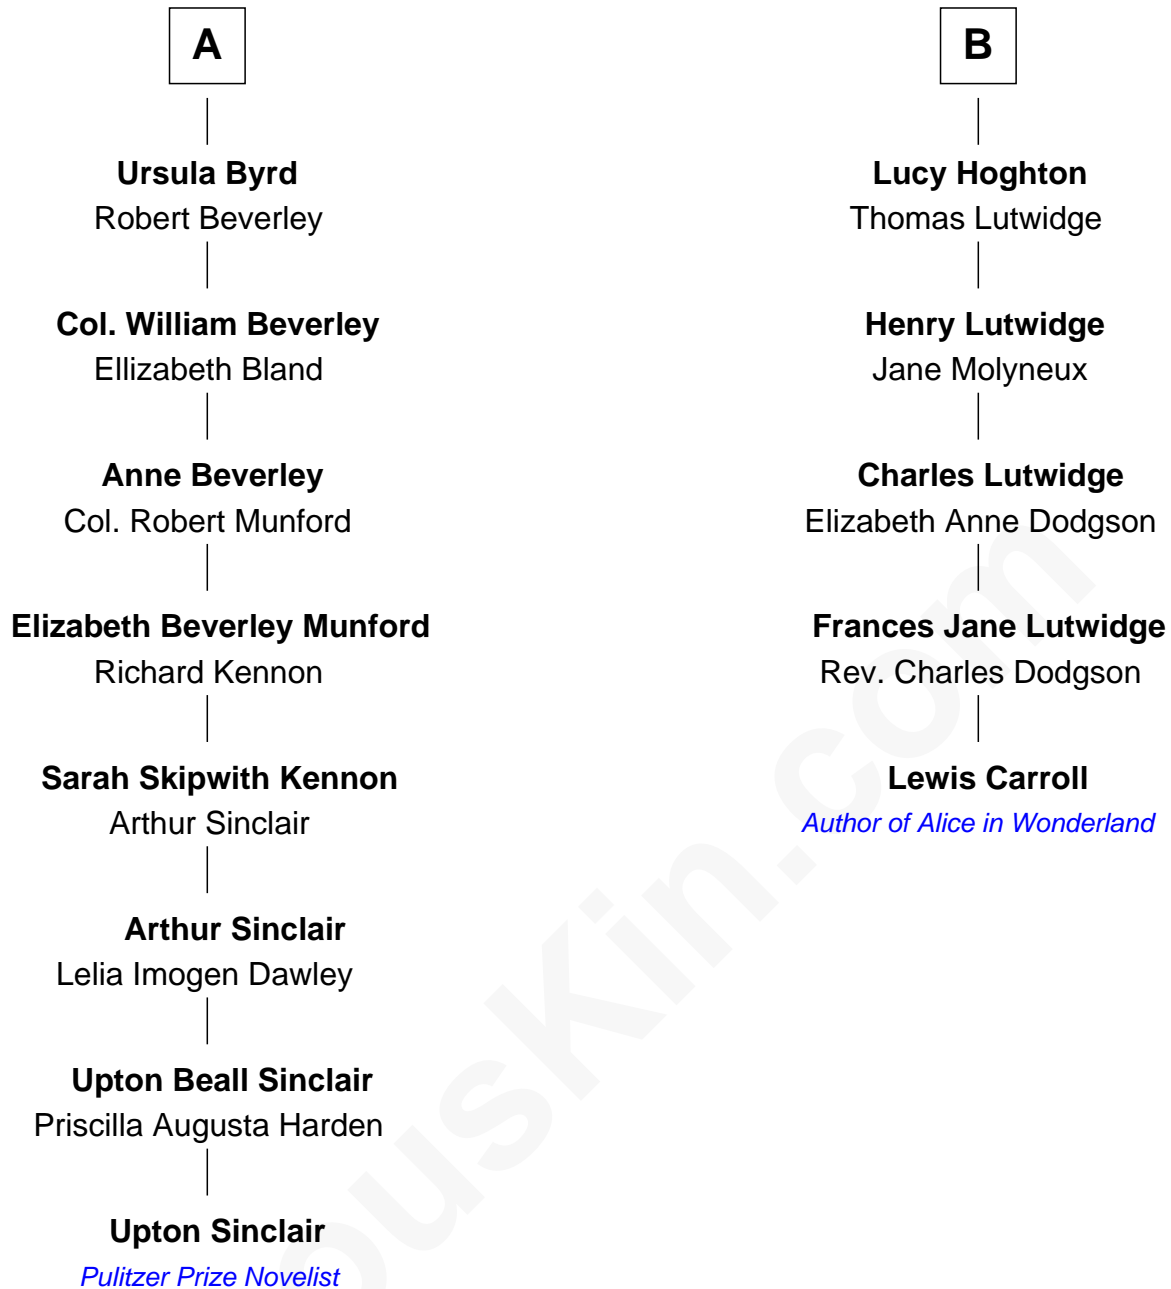 A
Ursula Byrd
Robert Beverley
Col. William Beverley
Ellizabeth Bland
Anne Beverley
Col. Robert Munford
Elizabeth Beverley Munford
Richard Kennon
Sarah Skipwith Kennon
Arthur Sinclair
Arthur Sinclair
Lelia Imogen Dawley
Upton Beall Sinclair
Priscilla Augusta Harden
Upton Sinclair
Pulitzer Prize Novelist
B
Lucy Hoghton
Thomas Lutwidge
Henry Lutwidge
Jane Molyneux
Charles Lutwidge
Elizabeth Anne Dodgson
Frances Jane Lutwidge
Rev. Charles Dodgson
Lewis Carroll
Author of Alice in Wonderland
ousKin.com